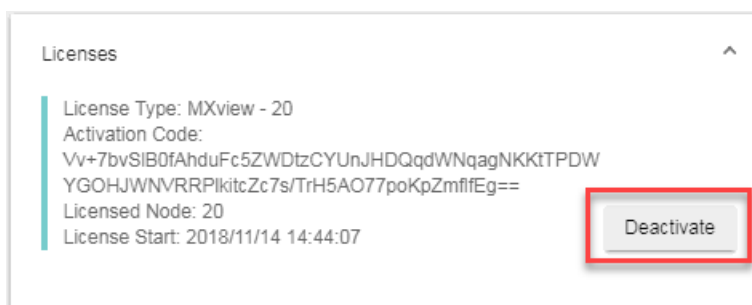 Licenses
License Type: MXview - 20
Activation Code:
Vv+7bvSIB0fAhduFc5ZWDtzCYUnJHDQqdWNqagNKKtTPDW
YGOHJWNVRRPlkitcZc7s/TrH5AO77poKpZmflfEg==
Licensed Node: 20
License Start: 2018/11/14 14:44:07
Deactivate